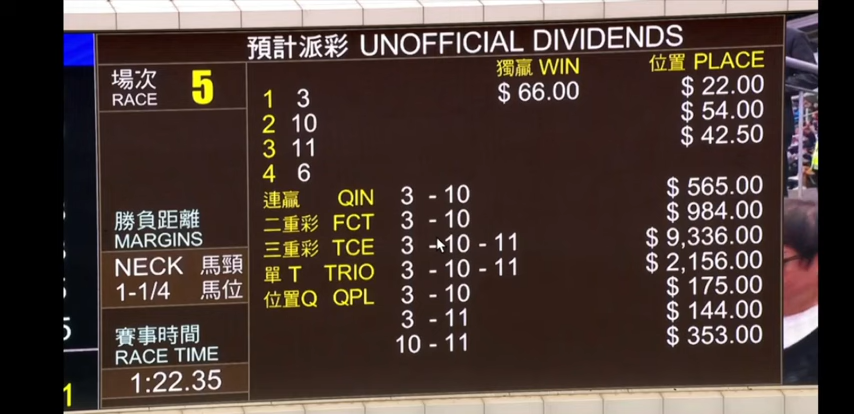 預計派彩 UNOFFICIAL DIVIDENDS
場次 5
RACE
獨贏 WIN 位置 PLACE
1 3 $ 66.00 $ 22.00
2 10 $ 54.00
3 11 $ 42.50
4 6
連贏 QIN 3 - 10 $ 565.00
二重彩 FCT 3 - 10 $ 984.00
三重彩 TCE 3 - 10 - 11 $ 9,336.00
單T TRIO 3 - 10 - 11 $ 2,156.00
位置Q QPL 3 - 10 $ 175.00
3 - 11 $ 144.00
10 - 11 $ 353.00
勝負距離
MARGINS
NECK 馬頸
1-1/4 馬位
賽事時間
RACE TIME
1:22.35
5
1